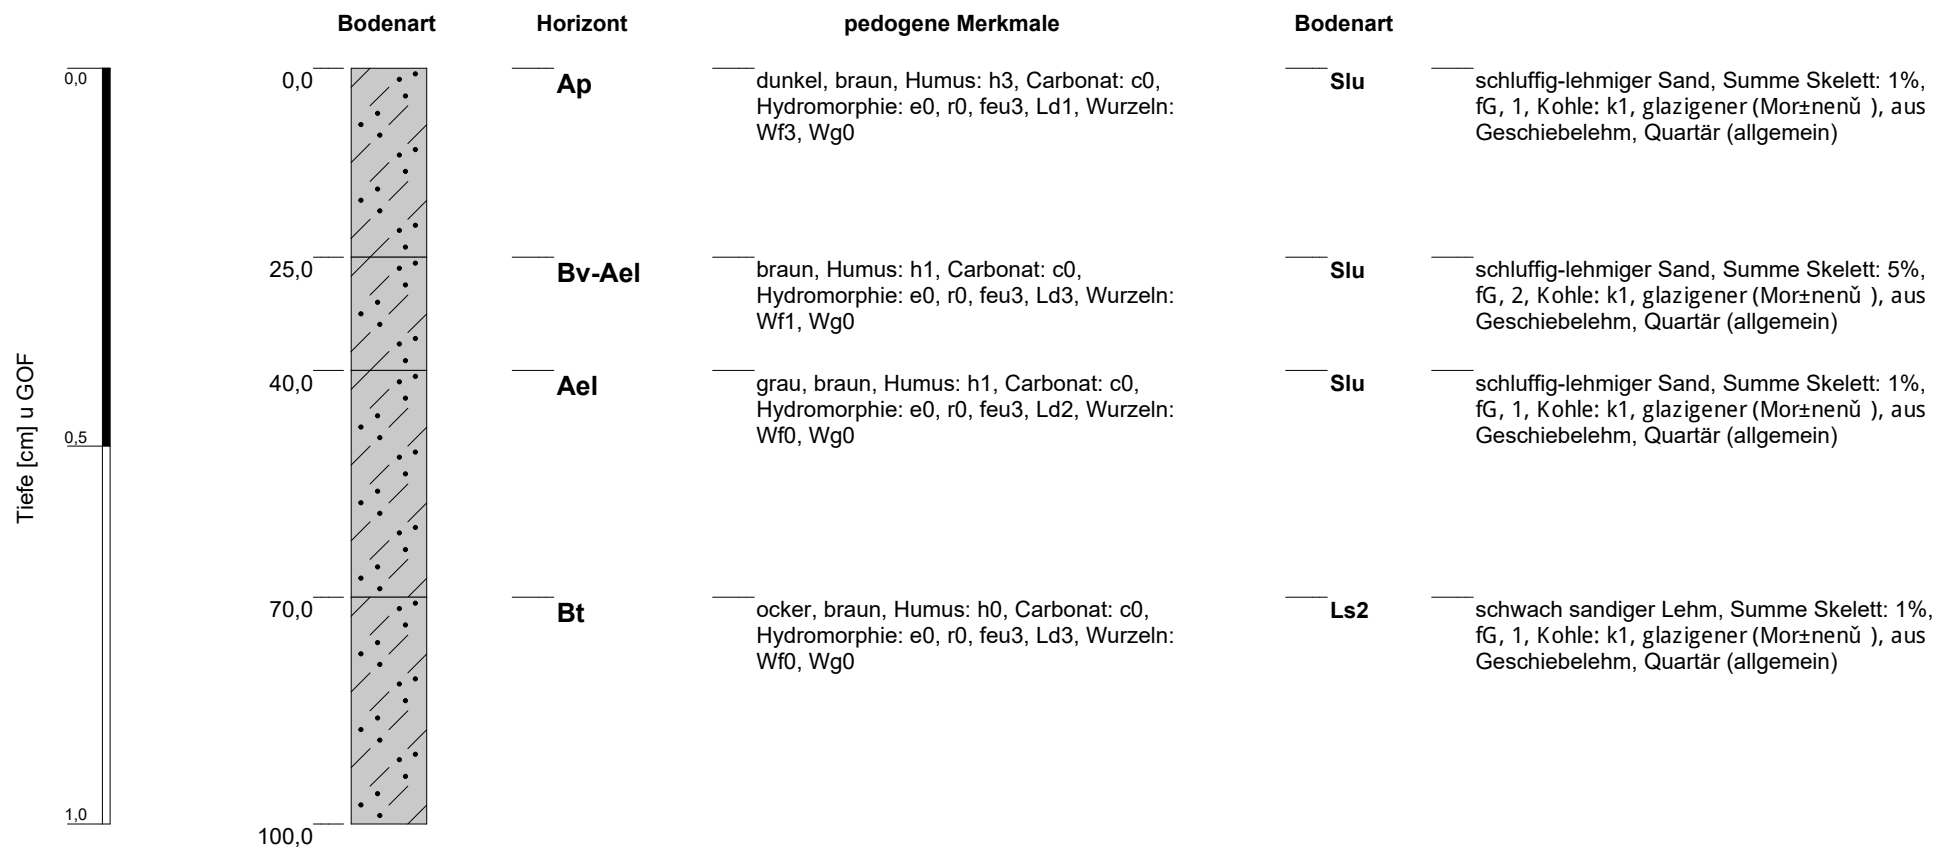 Bodenart Horizont pedogene Merkmale Bodenart
Tiefe [cm] u GOF
0,0
0,5
1,0
0,0 Ap dunkel, braun, Humus: h3, Carbonat: c0, Slu schluffig-lehmiger Sand, Summe Skelett: 1%,
Hydromorphie: e0, r0, feu3, Ld1, Wurzeln: fG, 1, Kohle: k1, glazigener (Mor±nenǔ ), aus
Wf3, Wg0 Geschiebelehm, Quartär (allgemein)
25,0 Bv-Ael braun, Humus: h1, Carbonat: c0, Slu schluffig-lehmiger Sand, Summe Skelett: 5%,
Hydromorphie: e0, r0, feu3, Ld3, Wurzeln: fG, 2, Kohle: k1, glazigener (Mor±nenǔ ), aus
Wf1, Wg0 Geschiebelehm, Quartär (allgemein)
40,0 Ael grau, braun, Humus: h1, Carbonat: c0, Slu schluffig-lehmiger Sand, Summe Skelett: 1%,
Hydromorphie: e0, r0, feu3, Ld2, Wurzeln: fG, 1, Kohle: k1, glazigener (Mor±nenǔ ), aus
Wf0, Wg0 Geschiebelehm, Quartär (allgemein)
70,0 Bt ocker, braun, Humus: h0, Carbonat: c0, Ls2 schwach sandiger Lehm, Summe Skelett: 1%,
Hydromorphie: e0, r0, feu3, Ld3, Wurzeln: fG, 1, Kohle: k1, glazigener (Mor±nenǔ ), aus
Wf0, Wg0 Geschiebelehm, Quartär (allgemein)
100,0